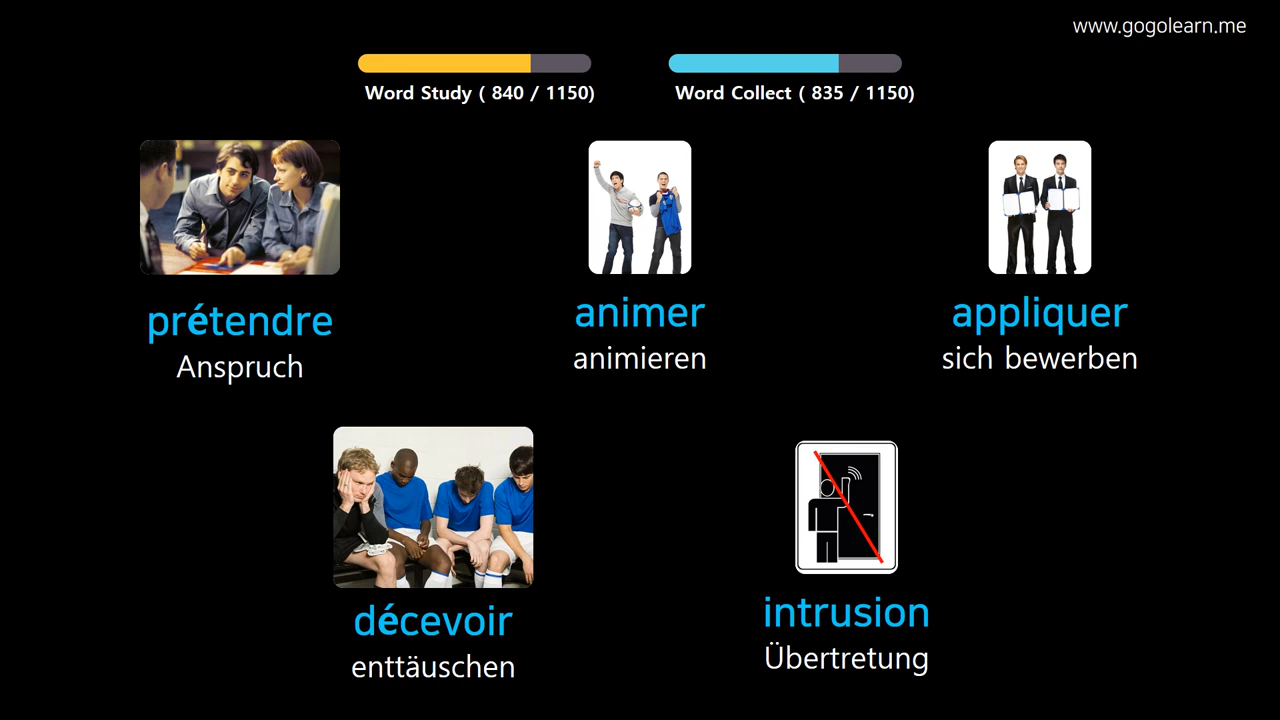 www.gogolearn.me
Word Study ( 840 / 1150)
Word Collect ( 835 / 1150)
prétendre
Anspruch
animer
animieren
appliquer
sich bewerben
décevoir
enttäuschen
intrusion
Übertretung